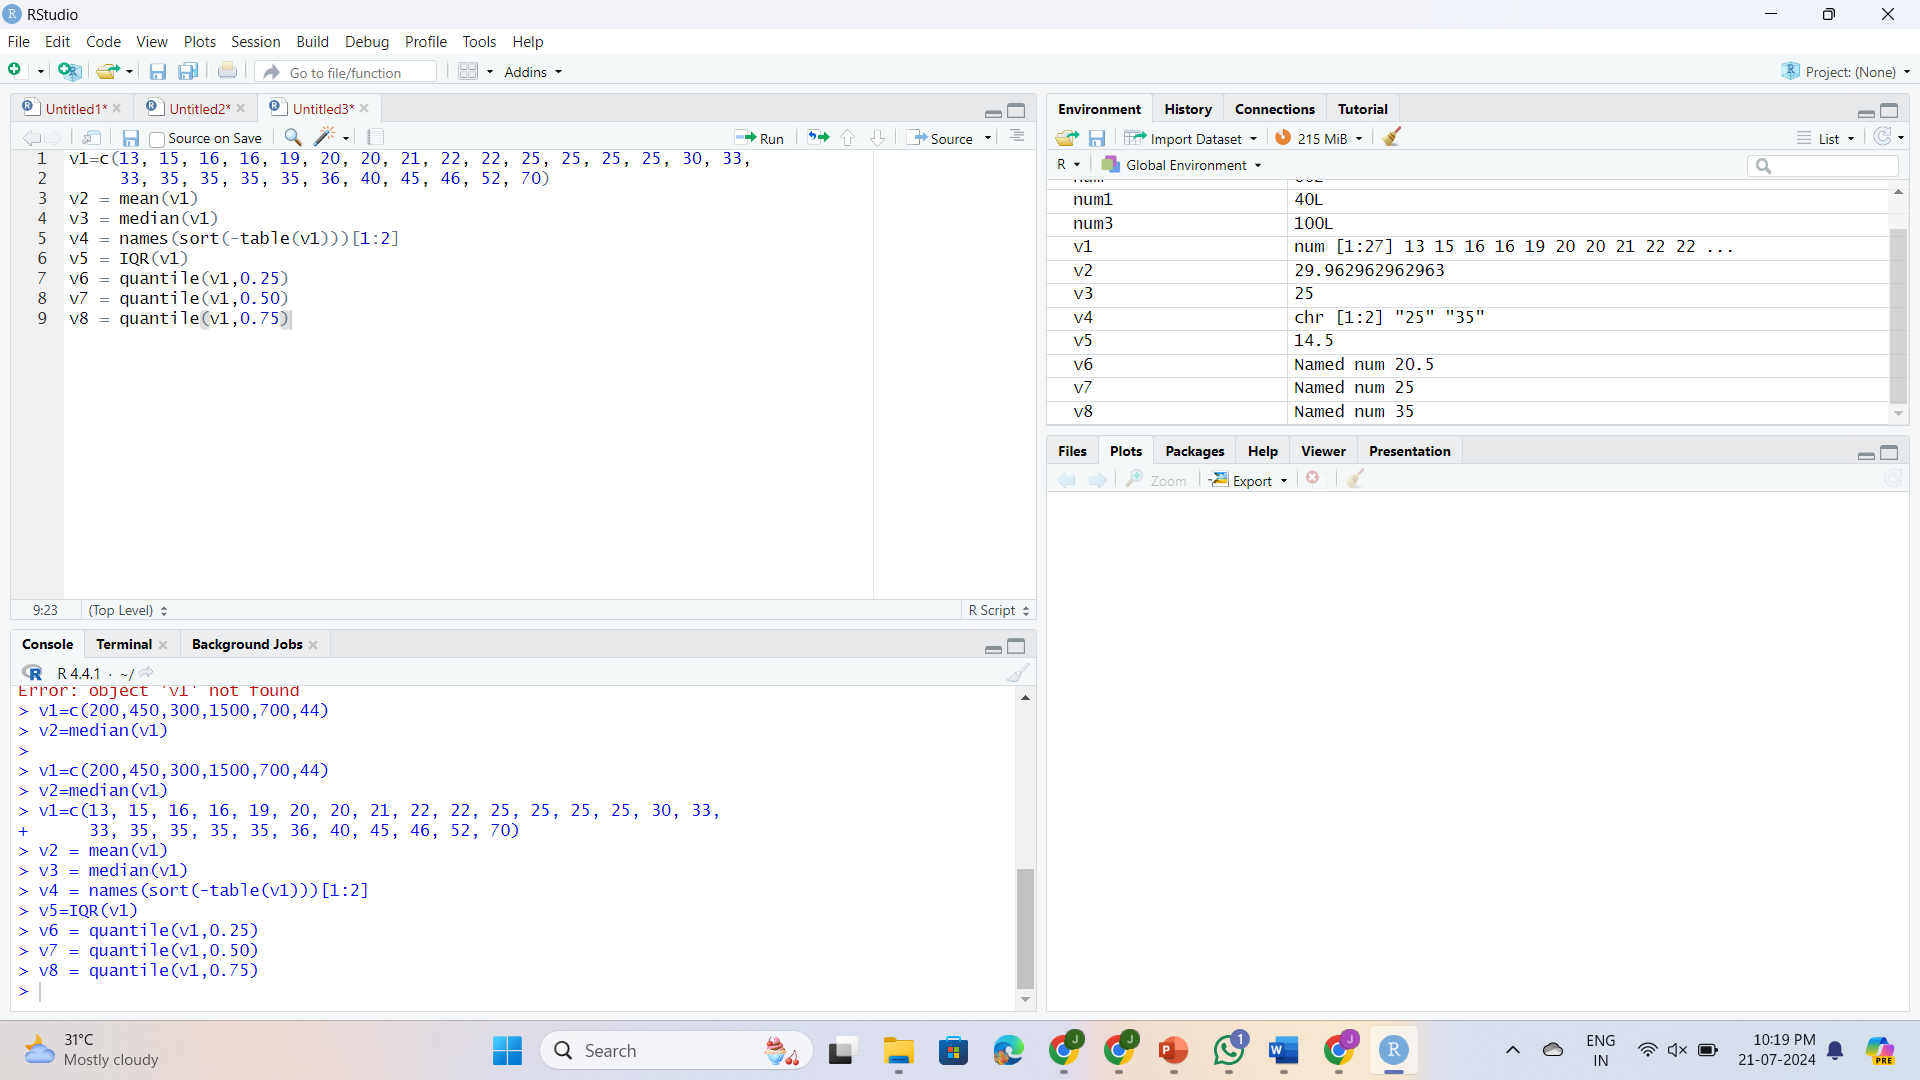 RStudio
File Edit Code View Plots Session Build Debug Profile Tools Help
Go to file/function Addins Project: (None)
Untitled1* Untitled2* Untitled3*
Source on Save Run Source
1 v1=c(13, 15, 16, 16, 19, 20, 20, 21, 22, 22, 25, 25, 25, 25, 30, 33,
2 33, 35, 35, 35, 35, 36, 40, 45, 46, 52, 70)
3 v2 = mean(v1)
4 v3 = median(v1)
5 v4 = names(sort(-table(v1)))[1:2]
6 v5 = IQR(v1)
7 v6 = quantile(v1,0.25)
8 v7 = quantile(v1,0.50)
9 v8 = quantile(v1,0.75)
9:23 (Top Level) R Script
Console Terminal Background Jobs
R 4.4.1 · ~/
Error: object 'v1' not found
> v1=c(200,450,300,1500,700,44)
> v2=median(v1)
>
> v1=c(200,450,300,1500,700,44)
> v2=median(v1)
> v1=c(13, 15, 16, 16, 19, 20, 20, 21, 22, 22, 25, 25, 25, 25, 30, 33,
+ 33, 35, 35, 35, 35, 36, 40, 45, 46, 52, 70)
> v2 = mean(v1)
> v3 = median(v1)
> v4 = names(sort(-table(v1)))[1:2]
> v5=IQR(v1)
> v6 = quantile(v1,0.25)
> v7 = quantile(v1,0.50)
> v8 = quantile(v1,0.75)
>
Environment History Connections Tutorial
Import Dataset 215 MiB List
R Global Environment
num1 40L
num3 100L
v1 num [1:27] 13 15 16 16 19 20 20 21 22 22 ...
v2 29.962962962963
v3 25
v4 chr [1:2] "25" "35"
v5 14.5
v6 Named num 20.5
v7 Named num 25
v8 Named num 35
Files Plots Packages Help Viewer Presentation
Zoom Export
31°C
Mostly cloudy
Search
ENG
IN
10:19 PM
21-07-2024
PRE